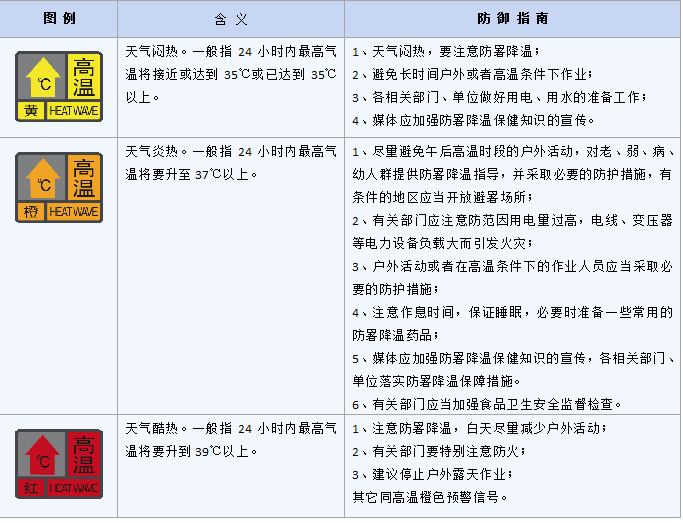 图 例
含 义
防 御 指 南
℃
高温
黄
HEAT WAVE
天气闷热。一般指 24 小时内最高气
温将接近或达到 35℃或已达到 35℃
以上。
1、天气闷热，要注意防署降温；
2、避免长时间户外或者高温条件下作业；
3、各相关部门、单位做好用电、用水的准备工作；
4、媒体应加强防署降温保健知识的宣传。
℃
高温
橙
HEAT WAVE
天气炎热。一般指 24 小时内最高气
温将要升至 37℃以上。
1、尽量避免午后高温时段的户外活动，对老、弱、病、
幼人群提供防署降温指导，并采取必要的防护措施，有
条件的地区应当开放避署场所；
2、有关部门应注意防范因用电量过高，电线、变压器
等电力设备负载大而引发火灾；
3、户外活动或者在高温条件下的作业人员应当采取必
要的防护措施；
4、注意作息时间，保证睡眠，必要时准备一些常用的
防署降温药品；
5、媒体应加强防署降温保健知识的宣传，各相关部门、
单位落实防署降温保障措施。
6、有关部门应当加强食品卫生安全监督检查。
℃
高温
红
HEAT WAVE
天气酷热。一般指 24 小时内最高气
温将要升到 39℃以上。
1、注意防署降温，白天尽量减少户外活动；
2、有关部门要特别注意防火；
3、建议停止户外露天作业；
其它同高温橙色预警信号。